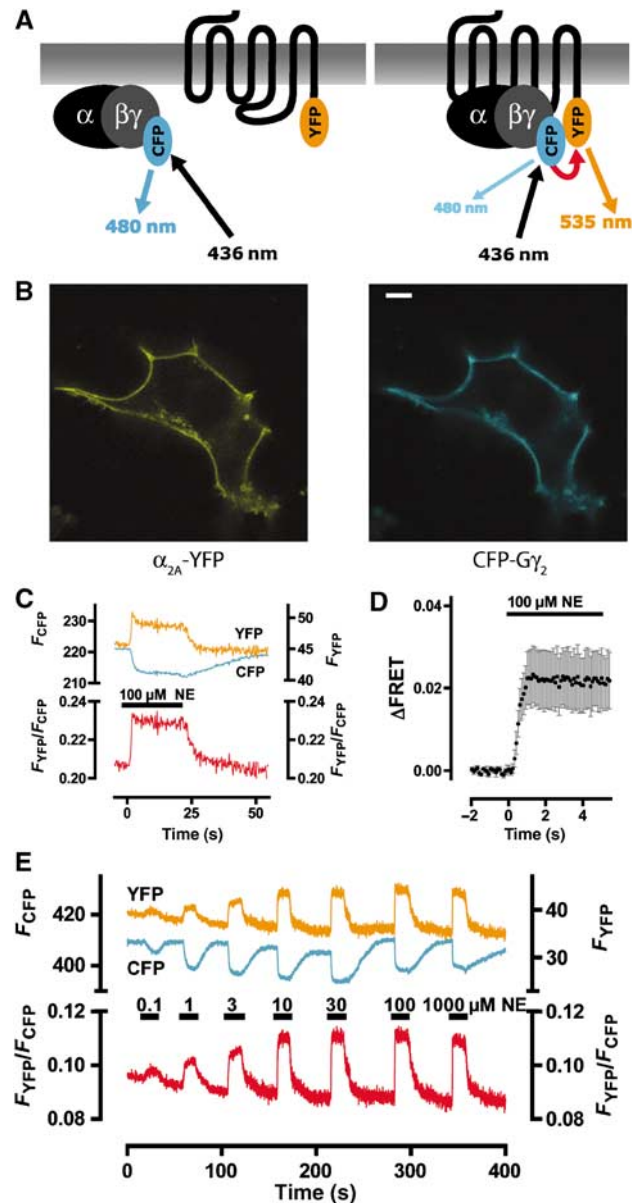 A
α βγ CFP YFP
480 nm
436 nm
α βγ CFP YFP
480 nm
436 nm
535 nm
B
α2A-YFP
CFP-Gγ2
C
FCFP
230
220
210
YFP
CFP
50
45
40
FYFP
100 µM NE
FYFP/FCFP
0.24
0.22
0.20
0.24
0.22
0.20
FYFP/FCFP
0 25 50
Time (s)
D
100 µM NE
ΔFRET
0.04
0.02
0.00
−2 0 2 4
Time (s)
E
FCFP
420
400
YFP
CFP
40
30
FYFP
0.1 1 3 10 30 100 1000 µM NE
FYFP/FCFP
0.12
0.10
0.08
0.12
0.10
0.08
FYFP/FCFP
0 100 200 300 400
Time (s)